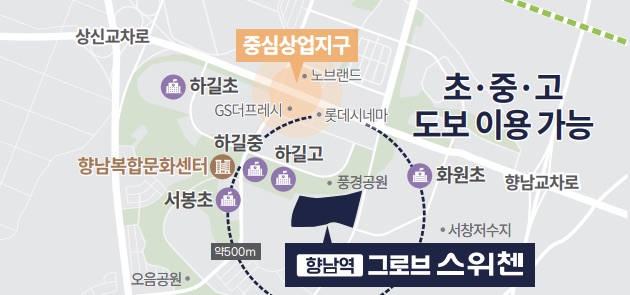 상신교차로
중심상업지구
노브랜드
하길초
GS더프레시
롯데시네마
초·중·고
도보 이용 가능
하길중
하길고
향남복합문화센터
풍경공원
화원초
향남교차로
서봉초
서창저수지
약500m
향남역 그로브 스위첸
오음공원